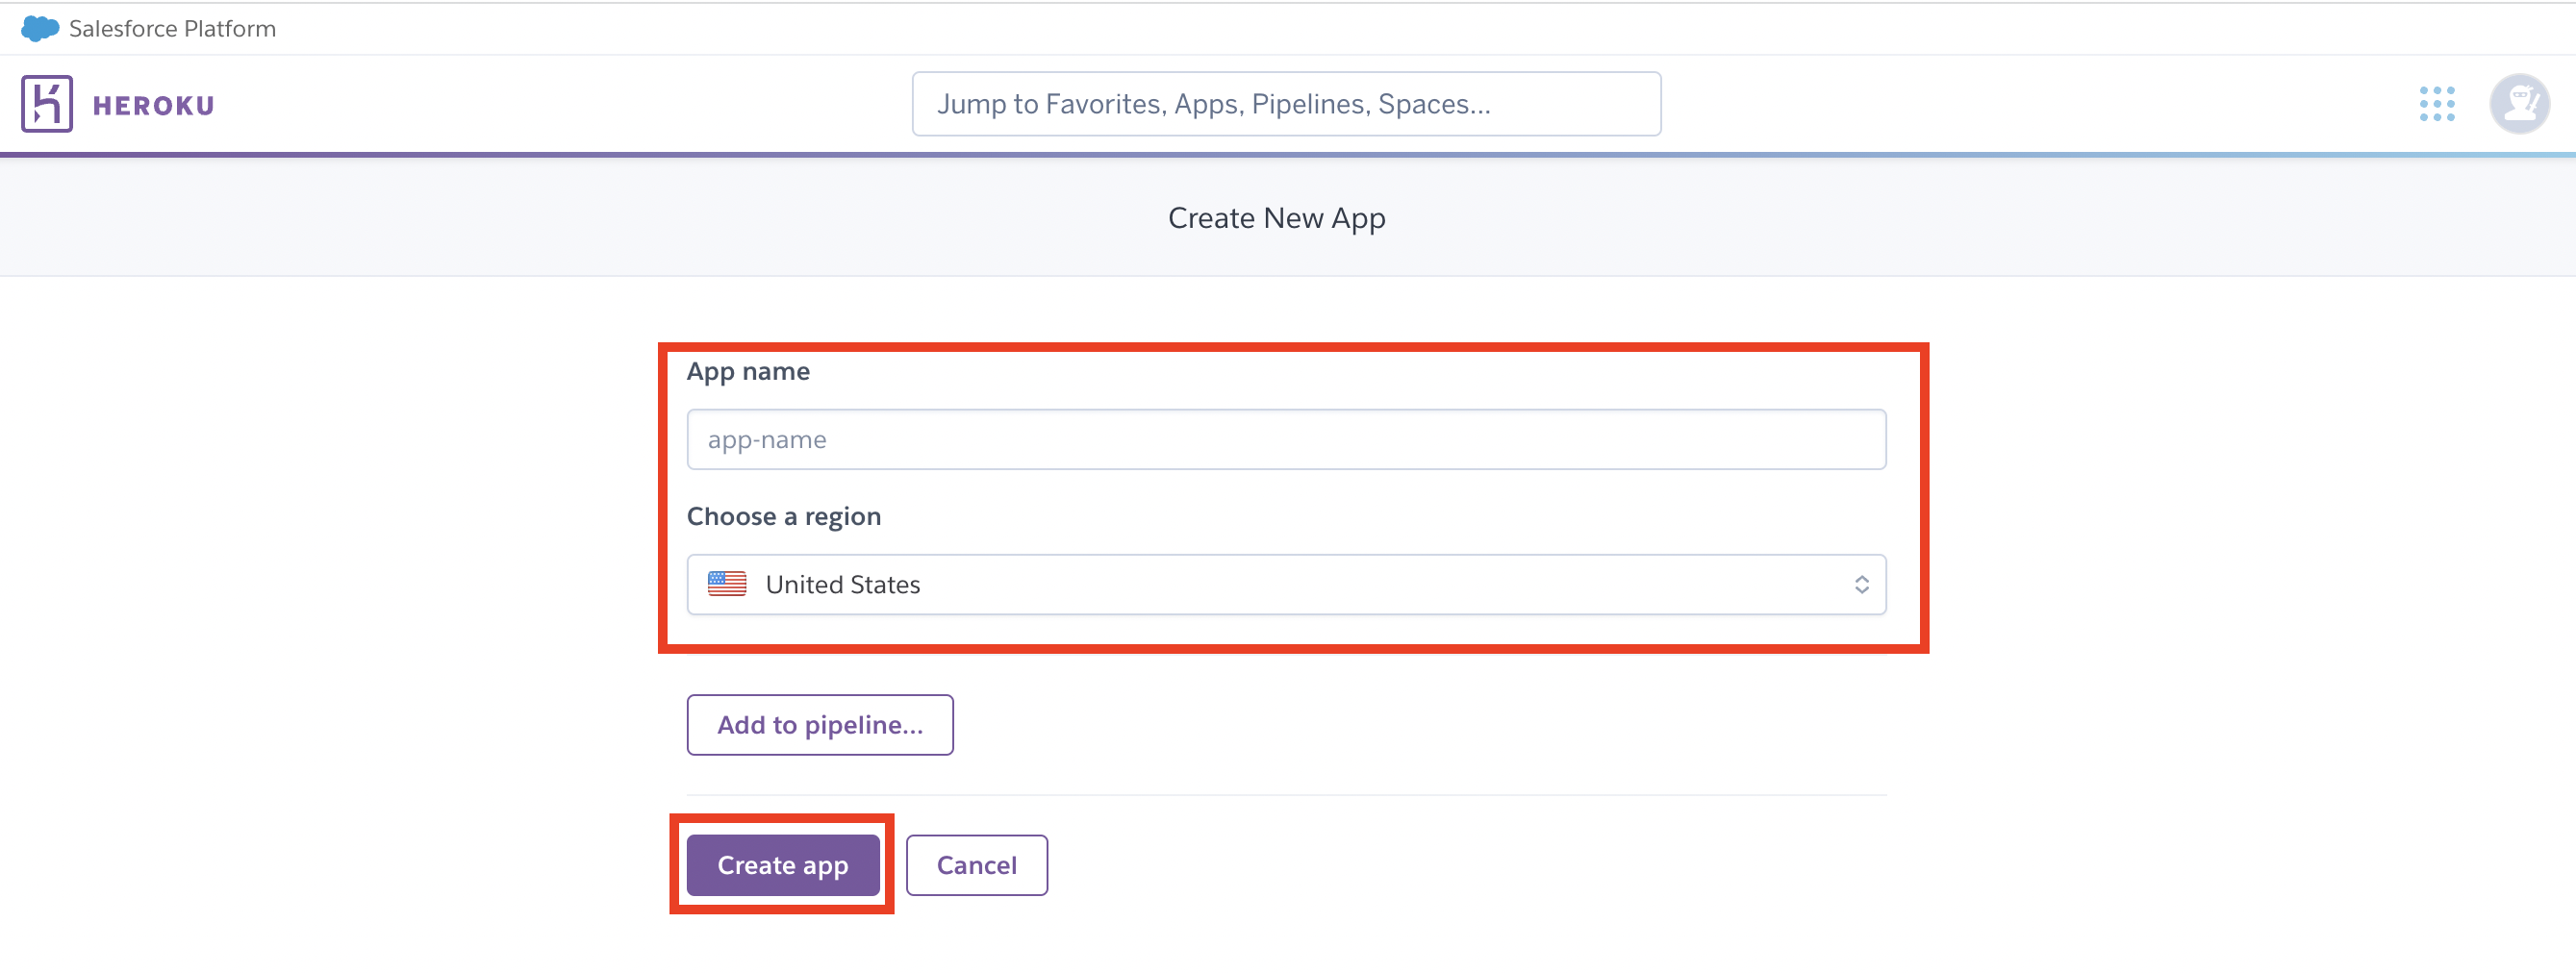 Salesforce Platform
HEROKU
Jump to Favorites, Apps, Pipelines, Spaces...
Create New App
App name
app-name
Choose a region
United States
Add to pipeline...
Create app
Cancel